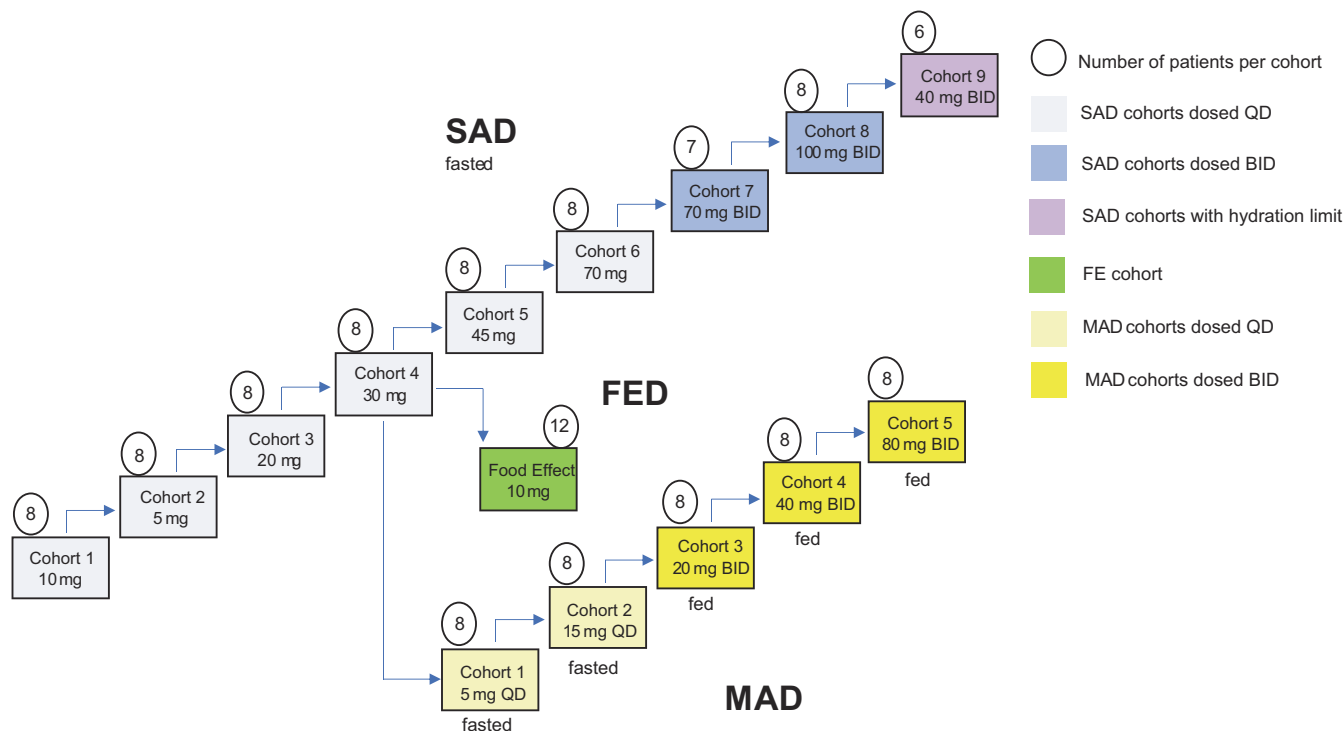 6
Cohort 9
40 mg BID
Number of patients per cohort
SAD cohorts dosed QD
SAD cohorts dosed BID
SAD cohorts with hydration limit
FE cohort
MAD cohorts dosed QD
MAD cohorts dosed BID
8
Cohort 8
100 mg BID
SAD
fasted
7
Cohort 7
70 mg BID
8
Cohort 6
70 mg
8
Cohort 5
45 mg
8
Cohort 4
30 mg
8
Cohort 3
20 mg
8
Cohort 2
5 mg
8
Cohort 1
10 mg
FED
12
Food Effect
10 mg
8
Cohort 5
80 mg BID
fed
8
Cohort 4
40 mg BID
fed
8
Cohort 3
20 mg BID
fed
8
Cohort 2
15 mg QD
fasted
8
Cohort 1
5 mg QD
fasted
MAD